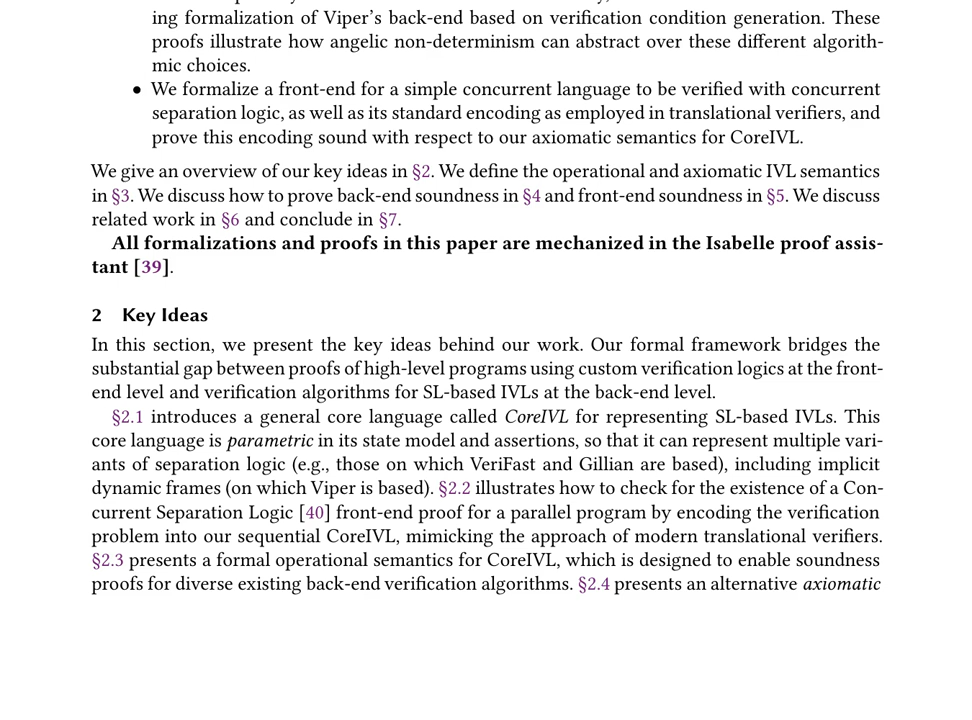 ing formalization of Viper's back-end based on verification condition generation. These
proofs illustrate how angelic non-determinism can abstract over these different algorith-
mic choices.
• We formalize a front-end for a simple concurrent language to be verified with concurrent
separation logic, as well as its standard encoding as employed in translational verifiers, and
prove this encoding sound with respect to our axiomatic semantics for CoreIVL.
We give an overview of our key ideas in §2. We define the operational and axiomatic IVL semantics
in §3. We discuss how to prove back-end soundness in §4 and front-end soundness in §5. We discuss
related work in §6 and conclude in §7.
All formalizations and proofs in this paper are mechanized in the Isabelle proof assis-
tant [39].
2 Key Ideas
In this section, we present the key ideas behind our work. Our formal framework bridges the
substantial gap between proofs of high-level programs using custom verification logics at the front-
end level and verification algorithms for SL-based IVLs at the back-end level.
§2.1 introduces a general core language called CoreIVL for representing SL-based IVLs. This
core language is parametric in its state model and assertions, so that it can represent multiple vari-
ants of separation logic (e.g., those on which VeriFast and Gillian are based), including implicit
dynamic frames (on which Viper is based). §2.2 illustrates how to check for the existence of a Con-
current Separation Logic [40] front-end proof for a parallel program by encoding the verification
problem into our sequential CoreIVL, mimicking the approach of modern translational verifiers.
§2.3 presents a formal operational semantics for CoreIVL, which is designed to enable soundness
proofs for diverse existing back-end verification algorithms. §2.4 presents an alternative axiomatic